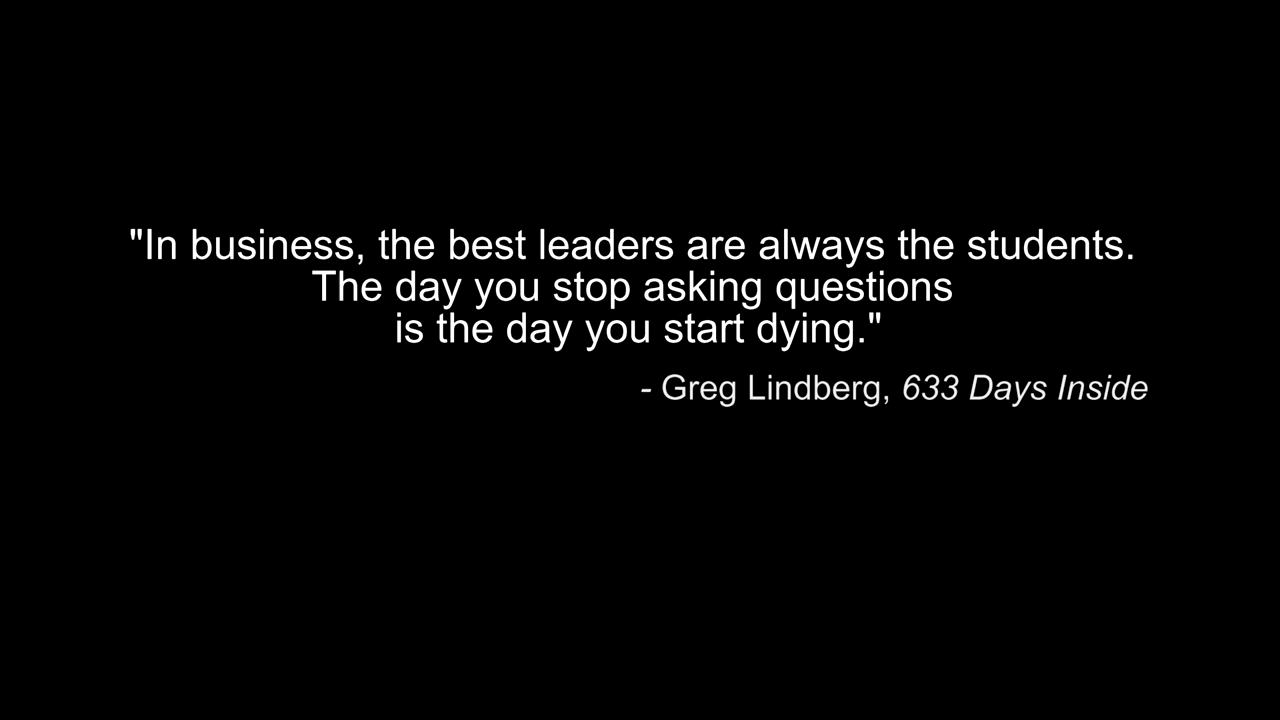 "In business, the best leaders are always the students.
The day you stop asking questions
is the day you start dying."
- Greg Lindberg, 633 Days Inside